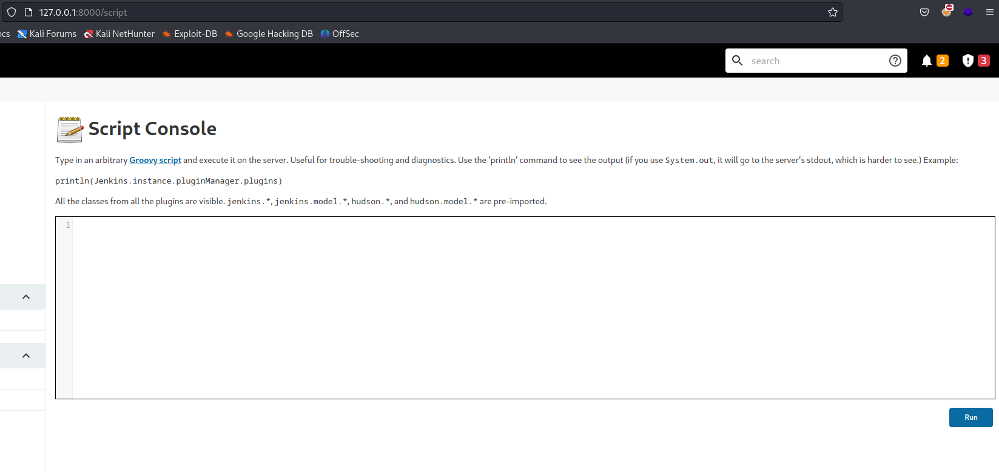 127.0.0.1:8000/script
ocs Kali Forums Kali NetHunter Exploit-DB Google Hacking DB OffSec
search 2 3
Script Console
Type in an arbitrary Groovy script and execute it on the server. Useful for trouble-shooting and diagnostics. Use the ‘println’ command to see the output (if you use System.out, it will go to the server’s stdout, which is harder to see.) Example:
println(Jenkins.instance.pluginManager.plugins)
All the classes from all the plugins are visible. jenkins.*, jenkins.model.*, hudson.*, and hudson.model.* are pre-imported.
1
Run